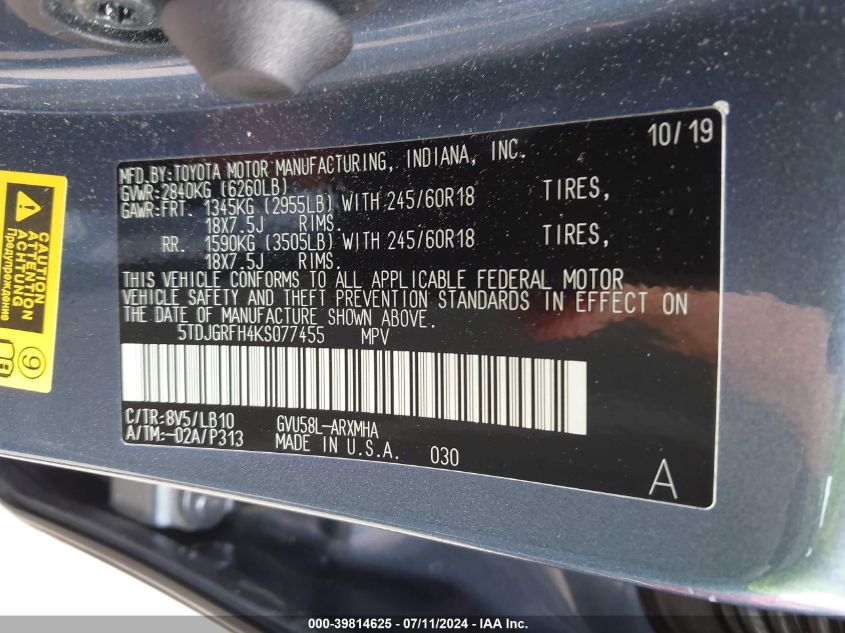 10/19
MFD.BY:TOYOTA MOTOR MANUFACTURING, INDIANA, INC.
GVWR:2840KG (6260LB)
GAWR:FRT. 1345KG (2955LB) WITH 245/60R18 TIRES,
18X7.5J RIMS.
RR. 1590KG (3505LB) WITH 245/60R18 TIRES,
18X7.5J RIMS.
THIS VEHICLE CONFORMS TO ALL APPLICABLE FEDERAL MOTOR
VEHICLE SAFETY AND THEFT PREVENTION STANDARDS IN EFFECT ON
THE DATE OF MANUFACTURE SHOWN ABOVE.
5TDJGRFH4KS077455 MPV
C/TR:8V5/LB10 GVU58L-ARXMHA
A/TM:-02A/P313 MADE IN U.S.A. 030
A
CAUTION
ATTENTION
ACHTUNG
Предупреждение
9
000-39814625 - 07/11/2024 - IAA Inc.